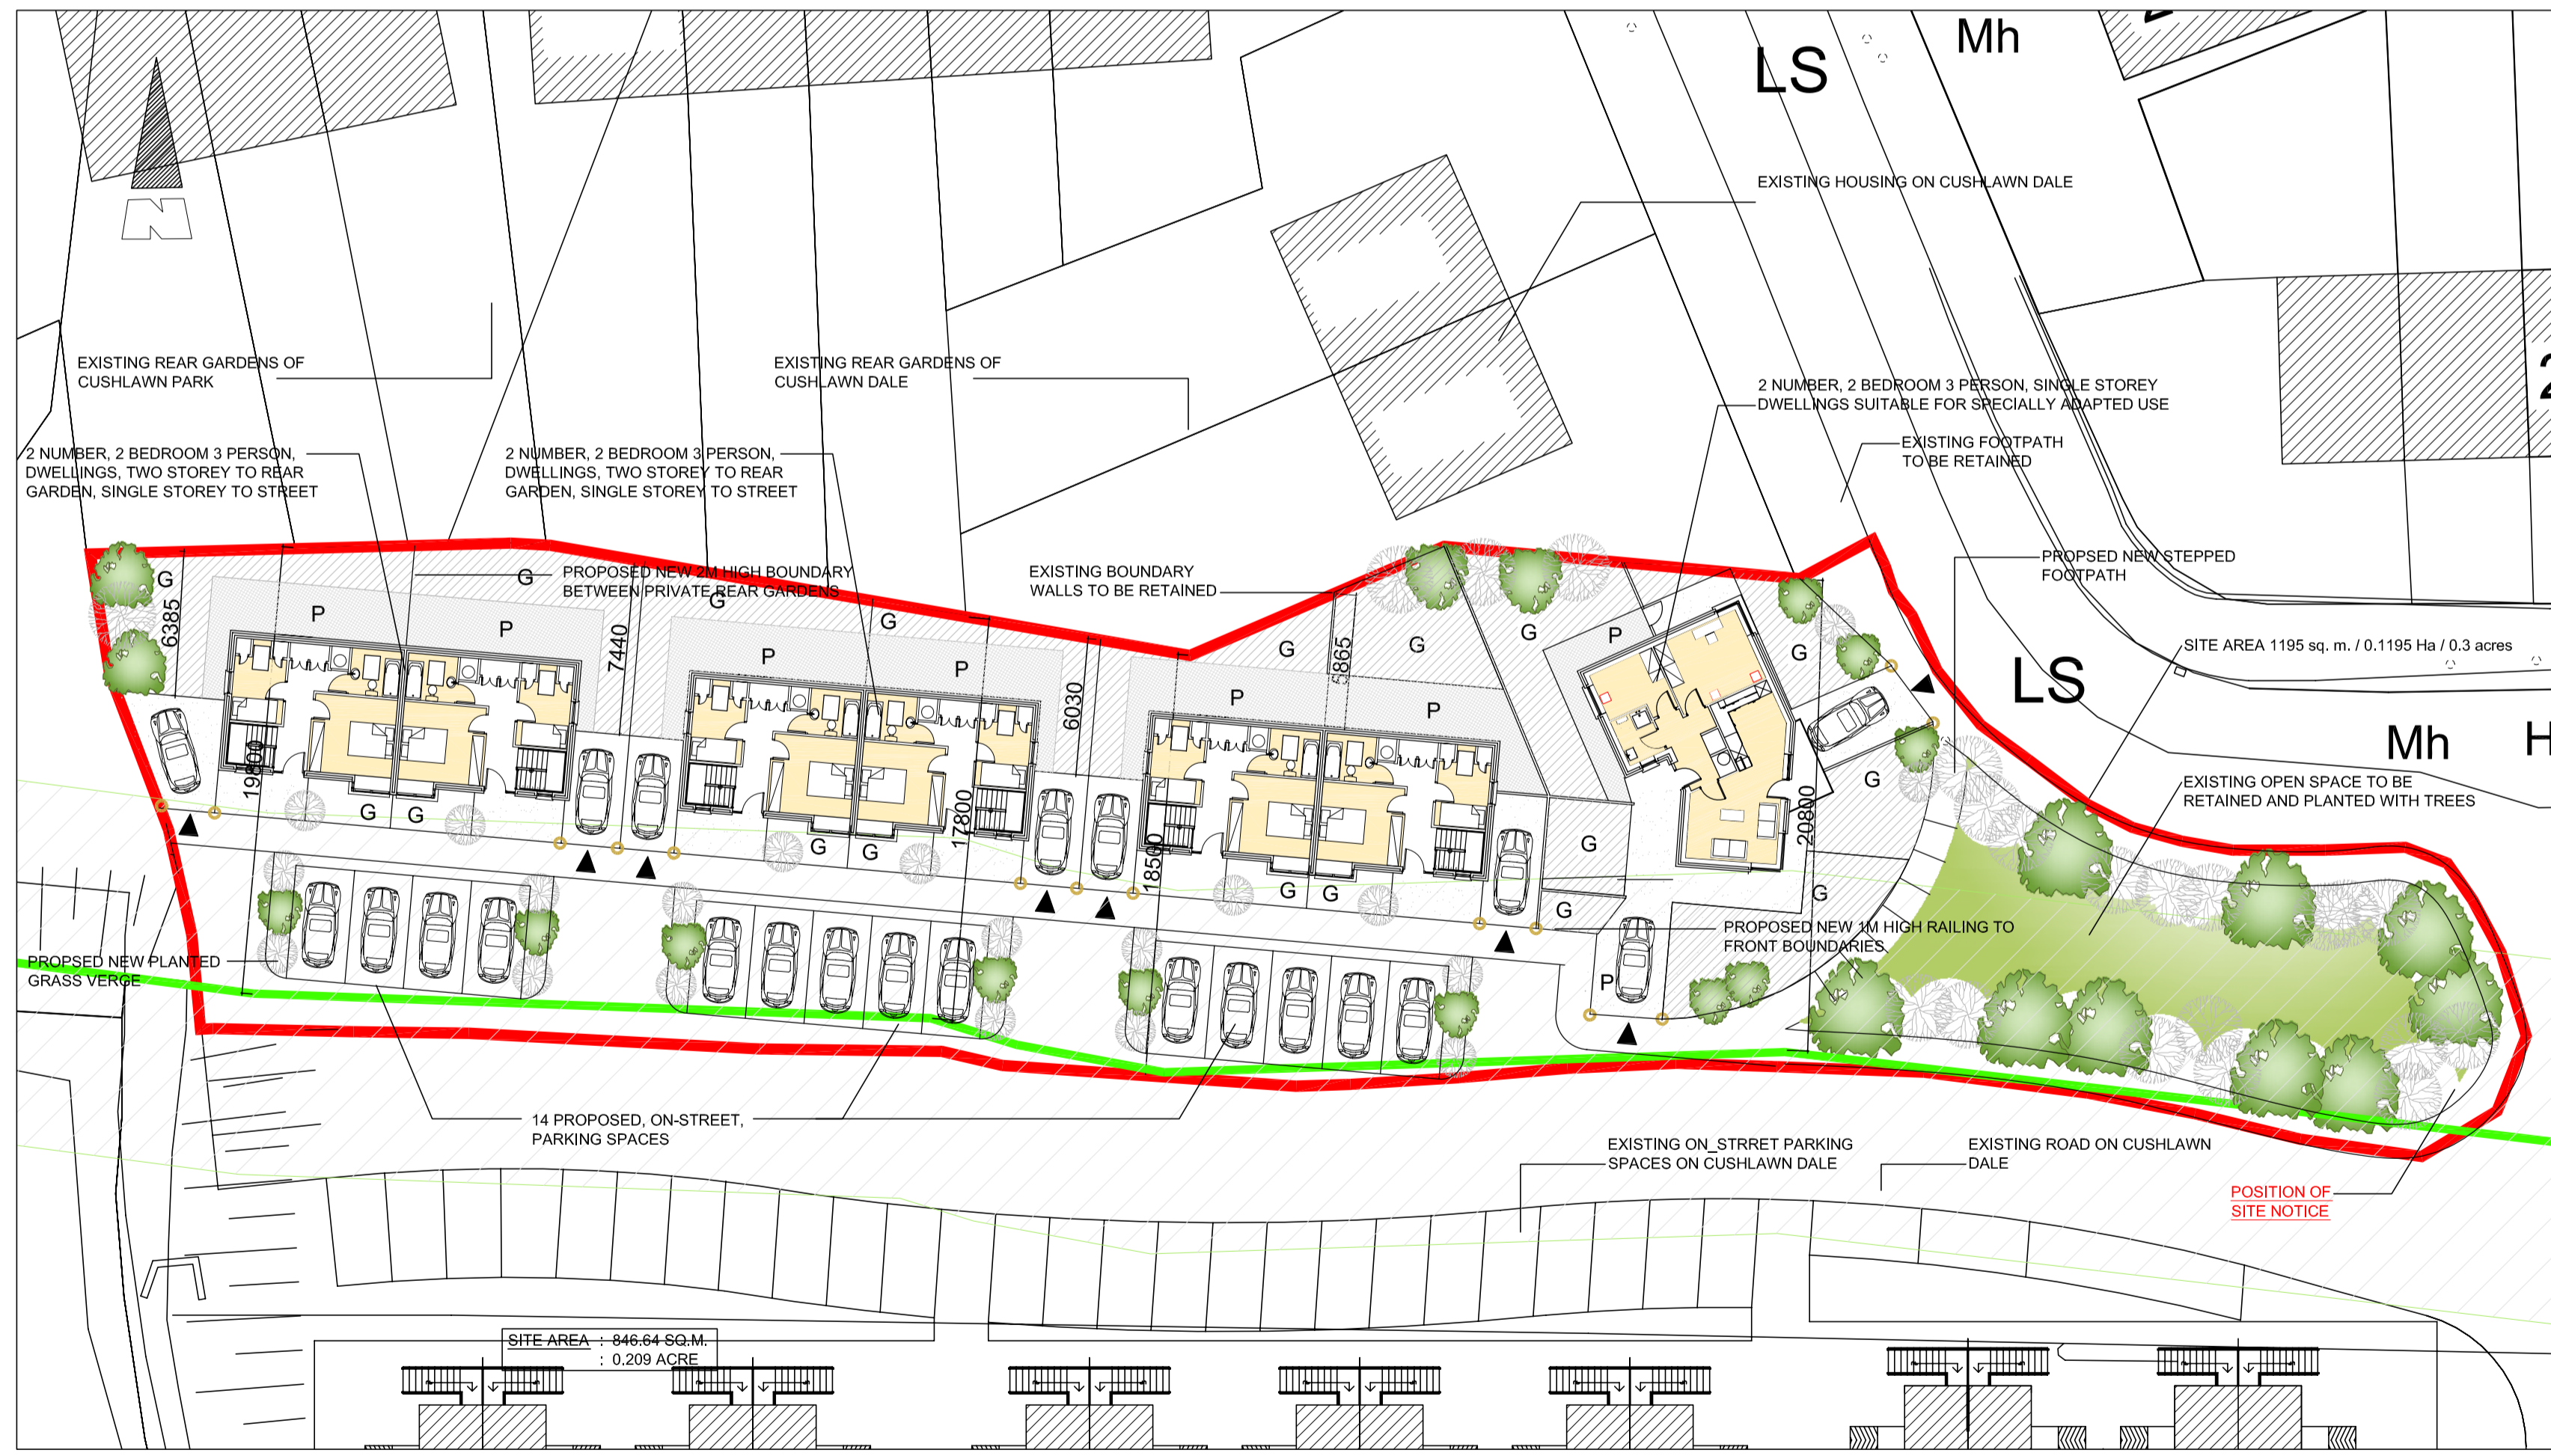 Mh
LS
EXISTING HOUSING ON CUSHLAWN DALE
N
EXISTING REAR GARDENS OF
CUSHLAWN PARK
EXISTING REAR GARDENS OF
CUSHLAWN DALE
2 NUMBER, 2 BEDROOM 3 PERSON, SINGLE STOREY
DWELLINGS SUITABLE FOR SPECIALLY ADAPTED USE
2
EXISTING FOOTPATH
TO BE RETAINED
2 NUMBER, 2 BEDROOM 3 PERSON,
DWELLINGS, TWO STOREY TO REAR
GARDEN, SINGLE STOREY TO STREET
2 NUMBER, 2 BEDROOM 3 PERSON,
DWELLINGS, TWO STOREY TO REAR
GARDEN, SINGLE STOREY TO STREET
PROPSED NEW STEPPED
FOOTPATH
PROPOSED NEW 2M HIGH BOUNDARY
BETWEEN PRIVATE REAR GARDENS
EXISTING BOUNDARY
WALLS TO BE RETAINED
G
G
G
G
G
G
G
G
P
P
P
P
P
P
P
6385
7440
6030
5865
SITE AREA 1195 sq. m. / 0.1195 Ha / 0.3 acres
LS
Mh
H
EXISTING OPEN SPACE TO BE
RETAINED AND PLANTED WITH TREES
19800
17800
18500
20800
G
G
G
G
G
G
G
G
G
G
P
PROPOSED NEW 1M HIGH RAILING TO
FRONT BOUNDARIES
PROPSED NEW PLANTED
GRASS VERGE
14 PROPOSED, ON-STREET,
PARKING SPACES
EXISTING ON_STRRET PARKING
SPACES ON CUSHLAWN DALE
EXISTING ROAD ON CUSHLAWN
DALE
POSITION OF
SITE NOTICE
SITE AREA : 846.64 SQ.M.
: 0.209 ACRE